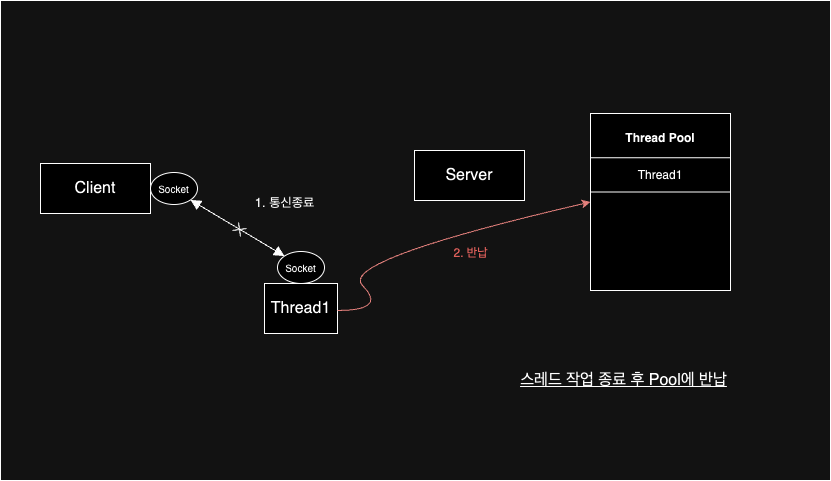 Client
Socket
1. 통신종료
Socket
Thread1
Server
2. 반납
Thread Pool
Thread1
스레드 작업 종료 후 Pool에 반납